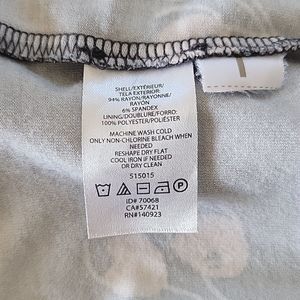 SHELL/EXTÉRIEUR/
TELA EXTERIOR:
94% RAYON/RAYONNE/
RAYÓN
6% SPANDEX
LINING/DOUBLURE/FORRO:
100% POLYESTER/POLIÉSTER
MACHINE WASH COLD
ONLY NON-CHLORINE BLEACH WHEN
NEEDED
RESHAPE DRY FLAT
COOL IRON IF NEEDED
OR DRY CLEAN
515015
ID# 70068
CA#57421
RN#140923